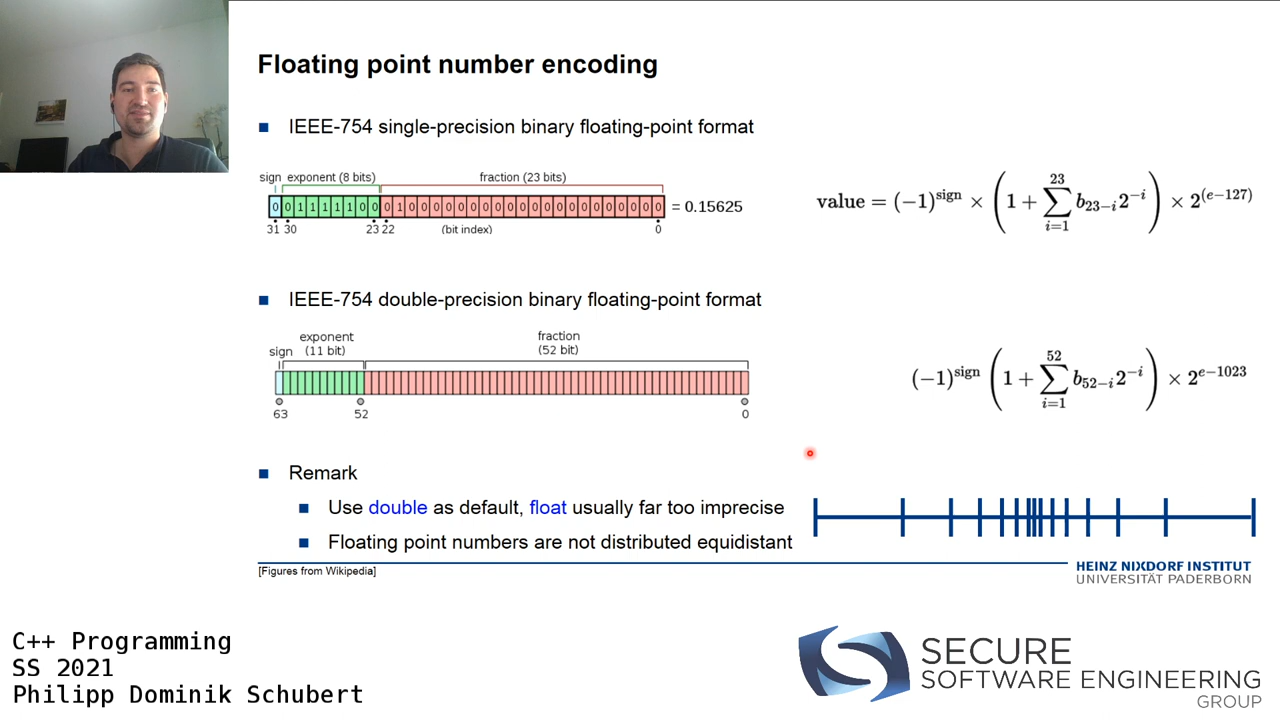 Floating point number encoding
IEEE-754 single-precision binary floating-point format
sign exponent (8 bits) fraction (23 bits)
0 0 1 1 1 1 1 0 0 0 1 0 0 0 0 0 0 0 0 0 0 0 0 0 0 0 0 0 0 0 0 0 = 0.15625
31 30 23 22 (bit index) 0
value = (−1)^sign × (1 + ∑_{i=1}^{23} b_{23−i} 2^{−i}) × 2^{(e−127)}
IEEE-754 double-precision binary floating-point format
exponent fraction
sign (11 bit) (52 bit)
63 52 0
(−1)^sign (1 + ∑_{i=1}^{52} b_{52−i} 2^{−i}) × 2^{e−1023}
Remark
Use double as default, float usually far too imprecise
Floating point numbers are not distributed equidistant
[Figures from Wikipedia]
HEINZ NIXDORF INSTITUT
UNIVERSITÄT PADERBORN
C++ Programming
SS 2021
Philipp Dominik Schubert
SECURE
SOFTWARE ENGINEERING
GROUP